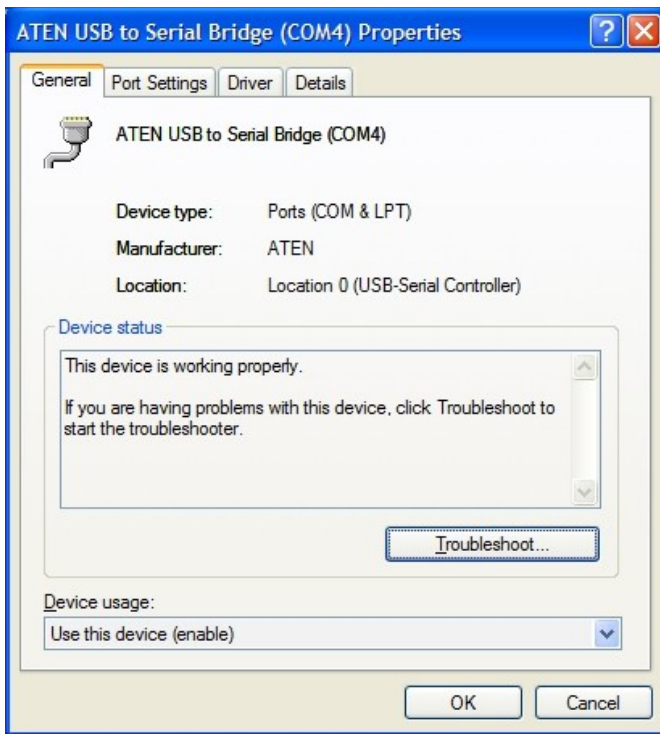 ATEN USB to Serial Bridge (COM4) Properties
?
General Port Settings Driver Details
ATEN USB to Serial Bridge (COM4)
Device type: Ports (COM & LPT)
Manufacturer: ATEN
Location: Location 0 (USB-Serial Controller)
Device status
This device is working properly.
If you are having problems with this device, click Troubleshoot to
start the troubleshooter.
Troubleshoot...
Device usage:
Use this device (enable)
OK Cancel